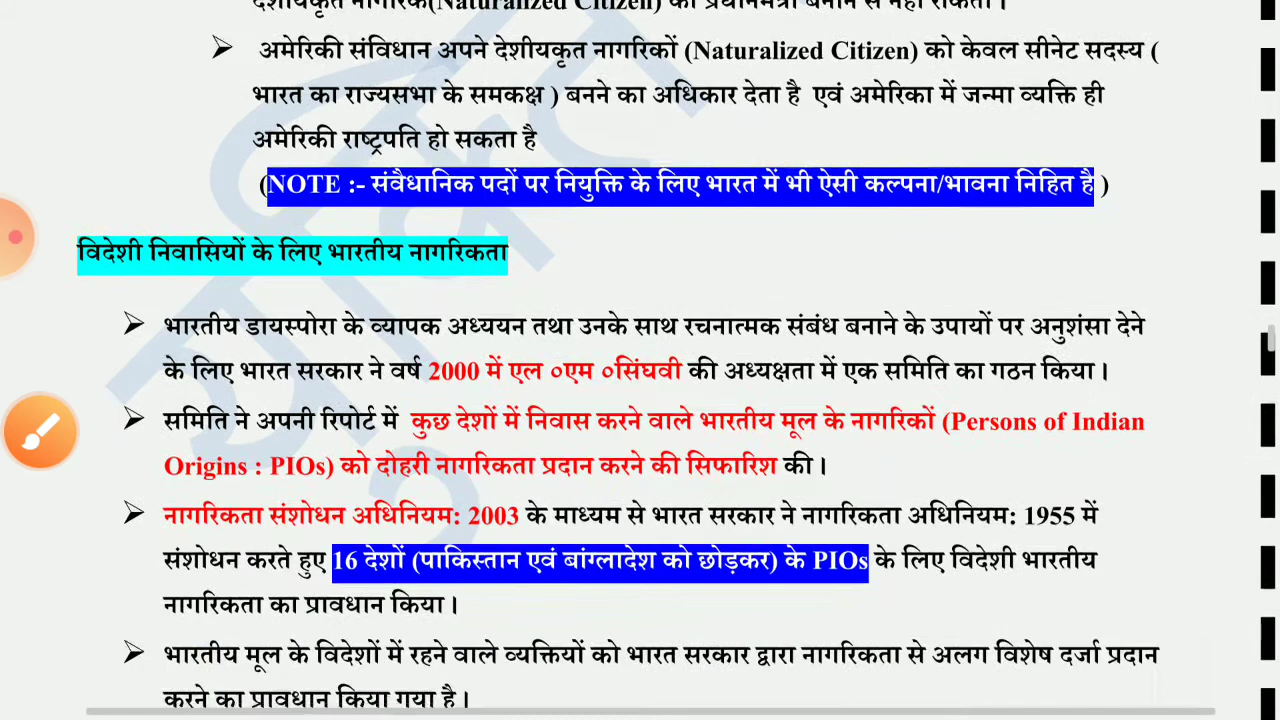 देशीयकृत नागरिक(Naturalized Citizen) को प्रधानमंत्री बनाने से नहीं रोकता।
➢ अमेरिकी संविधान अपने देशीयकृत नागरिकों (Naturalized Citizen) को केवल सीनेट सदस्य (
भारत का राज्यसभा के समकक्ष ) बनने का अधिकार देता है एवं अमेरिका में जन्मा व्यक्ति ही
अमेरिकी राष्ट्रपति हो सकता है
(NOTE :- संवैधानिक पदों पर नियुक्ति के लिए भारत में भी ऐसी कल्पना/भावना निहित है )
विदेशी निवासियों के लिए भारतीय नागरिकता
➢ भारतीय डायस्पोरा के व्यापक अध्ययन तथा उनके साथ रचनात्मक संबंध बनाने के उपायों पर अनुशंसा देने
के लिए भारत सरकार ने वर्ष 2000 में एल ०एम ०सिंघवी की अध्यक्षता में एक समिति का गठन किया।
➢ समिति ने अपनी रिपोर्ट में कुछ देशों में निवास करने वाले भारतीय मूल के नागरिकों (Persons of Indian
Origins : PIOs) को दोहरी नागरिकता प्रदान करने की सिफारिश की।
➢ नागरिकता संशोधन अधिनियम: 2003 के माध्यम से भारत सरकार ने नागरिकता अधिनियम: 1955 में
संशोधन करते हुए 16 देशों (पाकिस्तान एवं बांग्लादेश को छोड़कर) के PIOs के लिए विदेशी भारतीय
नागरिकता का प्रावधान किया।
➢ भारतीय मूल के विदेशों में रहने वाले व्यक्तियों को भारत सरकार द्वारा नागरिकता से अलग विशेष दर्जा प्रदान
करने का प्रावधान किया गया है।